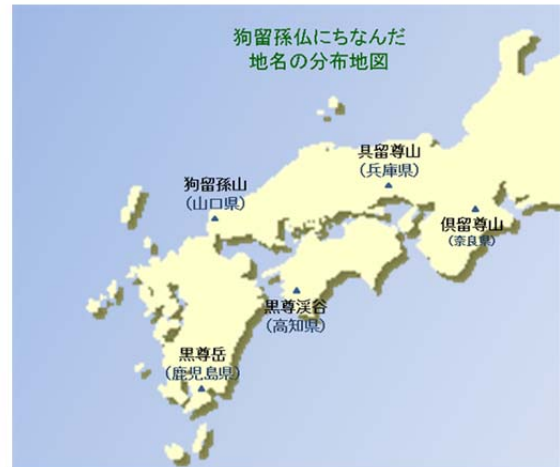 狗留孫仏にちなんだ
地名の分布地図
具留尊山
(兵庫県)
狗留孫山
(山口県)
倶留尊山
(奈良県)
黒尊渓谷
(高知県)
黒尊岳
(鹿児島県)